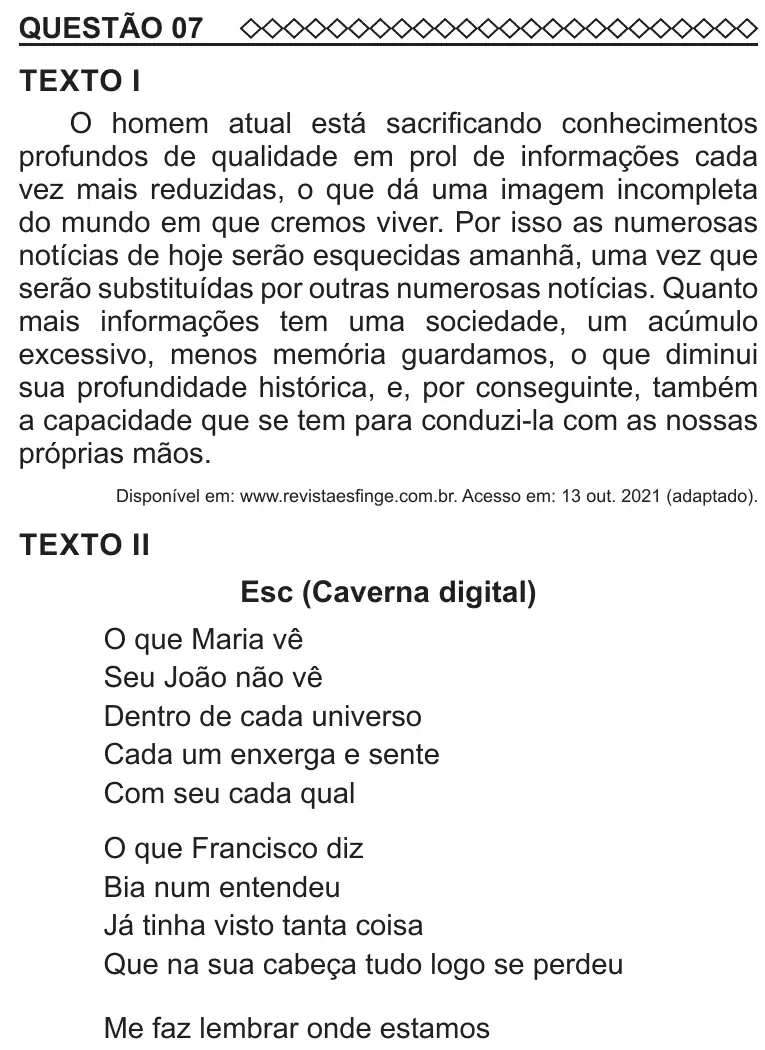 QUESTÃO 07
TEXTO I
O homem atual está sacrificando conhecimentos
profundos de qualidade em prol de informações cada
vez mais reduzidas, o que dá uma imagem incompleta
do mundo em que cremos viver. Por isso as numerosas
notícias de hoje serão esquecidas amanhã, uma vez que
serão substituídas por outras numerosas notícias. Quanto
mais informações tem uma sociedade, um acúmulo
excessivo, menos memória guardamos, o que diminui
sua profundidade histórica, e, por conseguinte, também
a capacidade que se tem para conduzi-la com as nossas
próprias mãos.
Disponível em: www.revistaesfinge.com.br. Acesso em: 13 out. 2021 (adaptado).
TEXTO II
Esc (Caverna digital)
O que Maria vê
Seu João não vê
Dentro de cada universo
Cada um enxerga e sente
Com seu cada qual
O que Francisco diz
Bia num entendeu
Já tinha visto tanta coisa
Que na sua cabeça tudo logo se perdeu
Me faz lembrar onde estamos